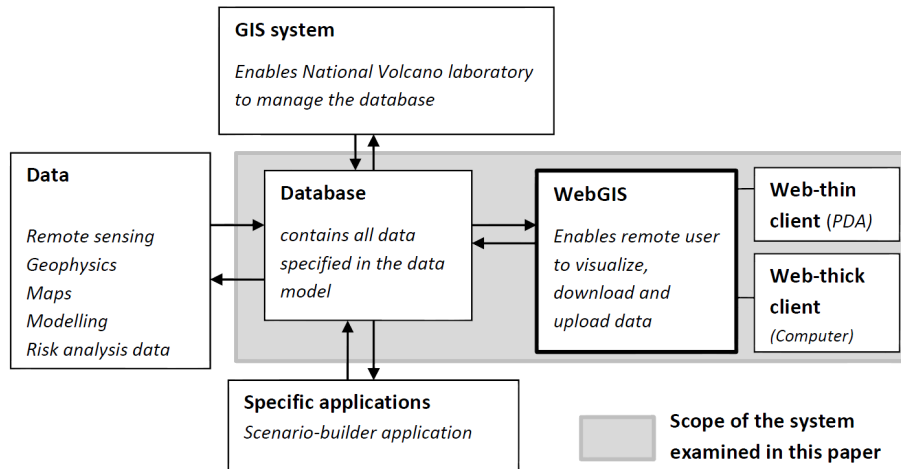 GIS system
Enables National Volcano laboratory
to manage the database
Data
Remote sensing
Geophysics
Maps
Modelling
Risk analysis data
Database
contains all data
specified in the data
model
WebGIS
Enables remote user
to visualize,
download and
upload data
Web-thin
client (PDA)
Web-thick
client
(Computer)
Specific applications
Scenario-builder application
Scope of the system
examined in this paper